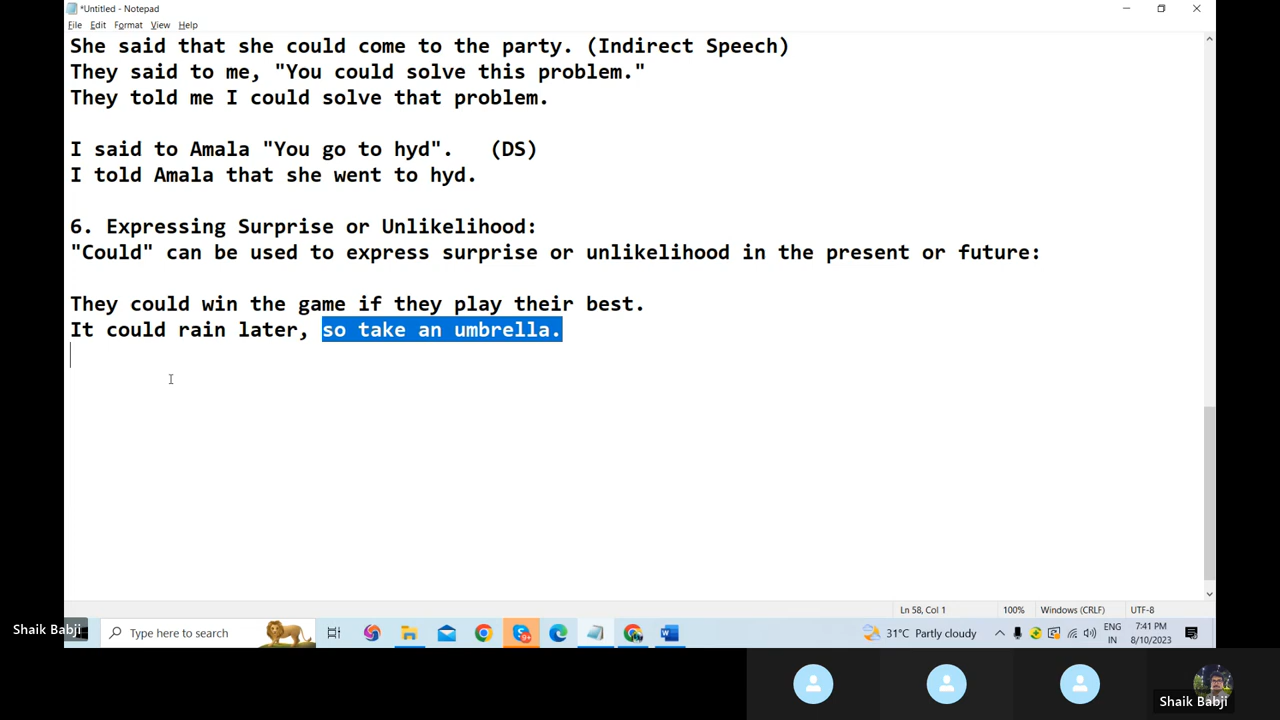 *Untitled - Notepad
File Edit Format View Help
She said that she could come to the party. (Indirect Speech)
They said to me, "You could solve this problem."
They told me I could solve that problem.
I said to Amala "You go to hyd". (DS)
I told Amala that she went to hyd.
6. Expressing Surprise or Unlikelihood:
"Could" can be used to express surprise or unlikelihood in the present or future:
They could win the game if they play their best.
It could rain later, so take an umbrella.
Ln 58, Col 1 100% Windows (CRLF) UTF-8
Shaik Babji
Type here to search
31°C Partly cloudy
ENG
IN
7:41 PM
8/10/2023
Shaik Babji